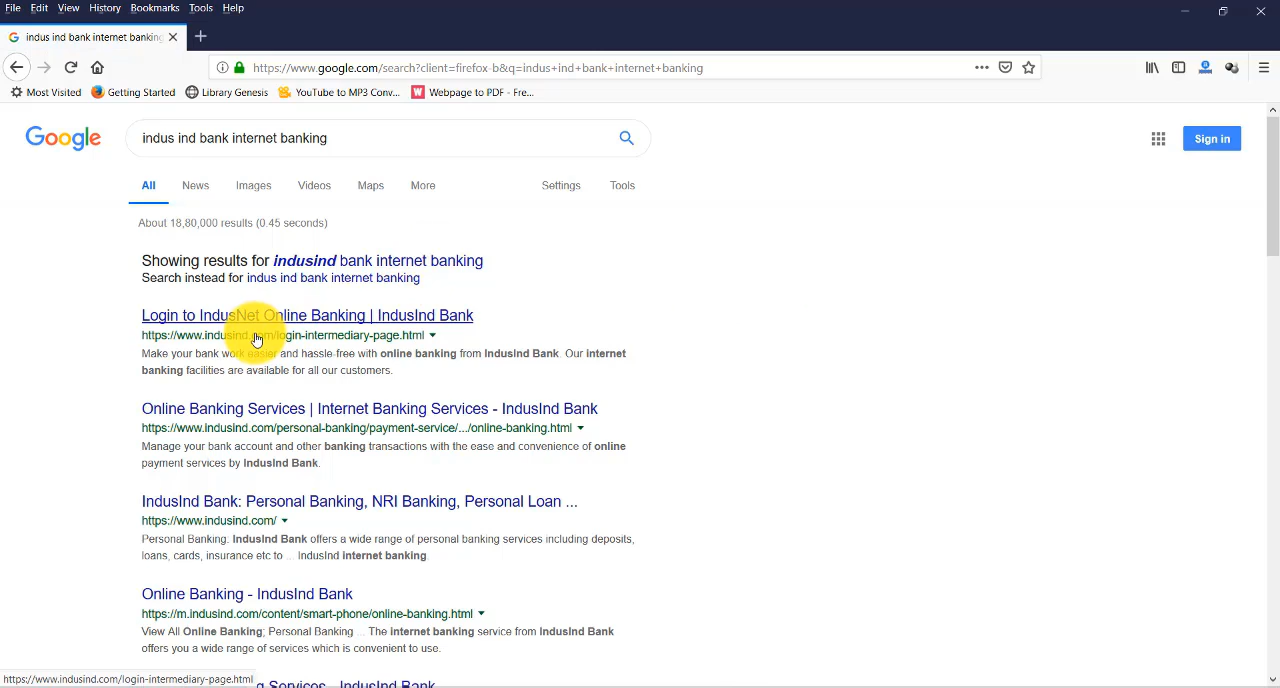 File Edit View History Bookmarks Tools Help
indus ind bank internet banking
https://www.google.com/search?client=firefox-b&q=indus+ind+bank+internet+banking
Most Visited Getting Started Library Genesis YouTube to MP3 Conv... Webpage to PDF - Fre...
Google
indus ind bank internet banking
Sign in
All News Images Videos Maps More Settings Tools
About 18,80,000 results (0.45 seconds)
Showing results for indusind bank internet banking
Search instead for indus ind bank internet banking
Login to IndusNet Online Banking | IndusInd Bank
https://www.indusind.com/login-intermediary-page.html
Make your bank work easier and hassle-free with online banking from IndusInd Bank. Our internet
banking facilities are available for all our customers.
Online Banking Services | Internet Banking Services - IndusInd Bank
https://www.indusind.com/personal-banking/payment-service/.../online-banking.html
Manage your bank account and other banking transactions with the ease and convenience of online
payment services by IndusInd Bank.
IndusInd Bank: Personal Banking, NRI Banking, Personal Loan ...
https://www.indusind.com/
Personal Banking: IndusInd Bank offers a wide range of personal banking services including deposits,
loans, cards, insurance etc to ... IndusInd internet banking.
Online Banking - IndusInd Bank
https://m.indusind.com/content/smart-phone/online-banking.html
View All Online Banking; Personal Banking ... The internet banking service from IndusInd Bank
offers you a wide range of services which is convenient to use.
https://www.indusind.com/login-intermediary-page.html
Services - IndusInd Bank